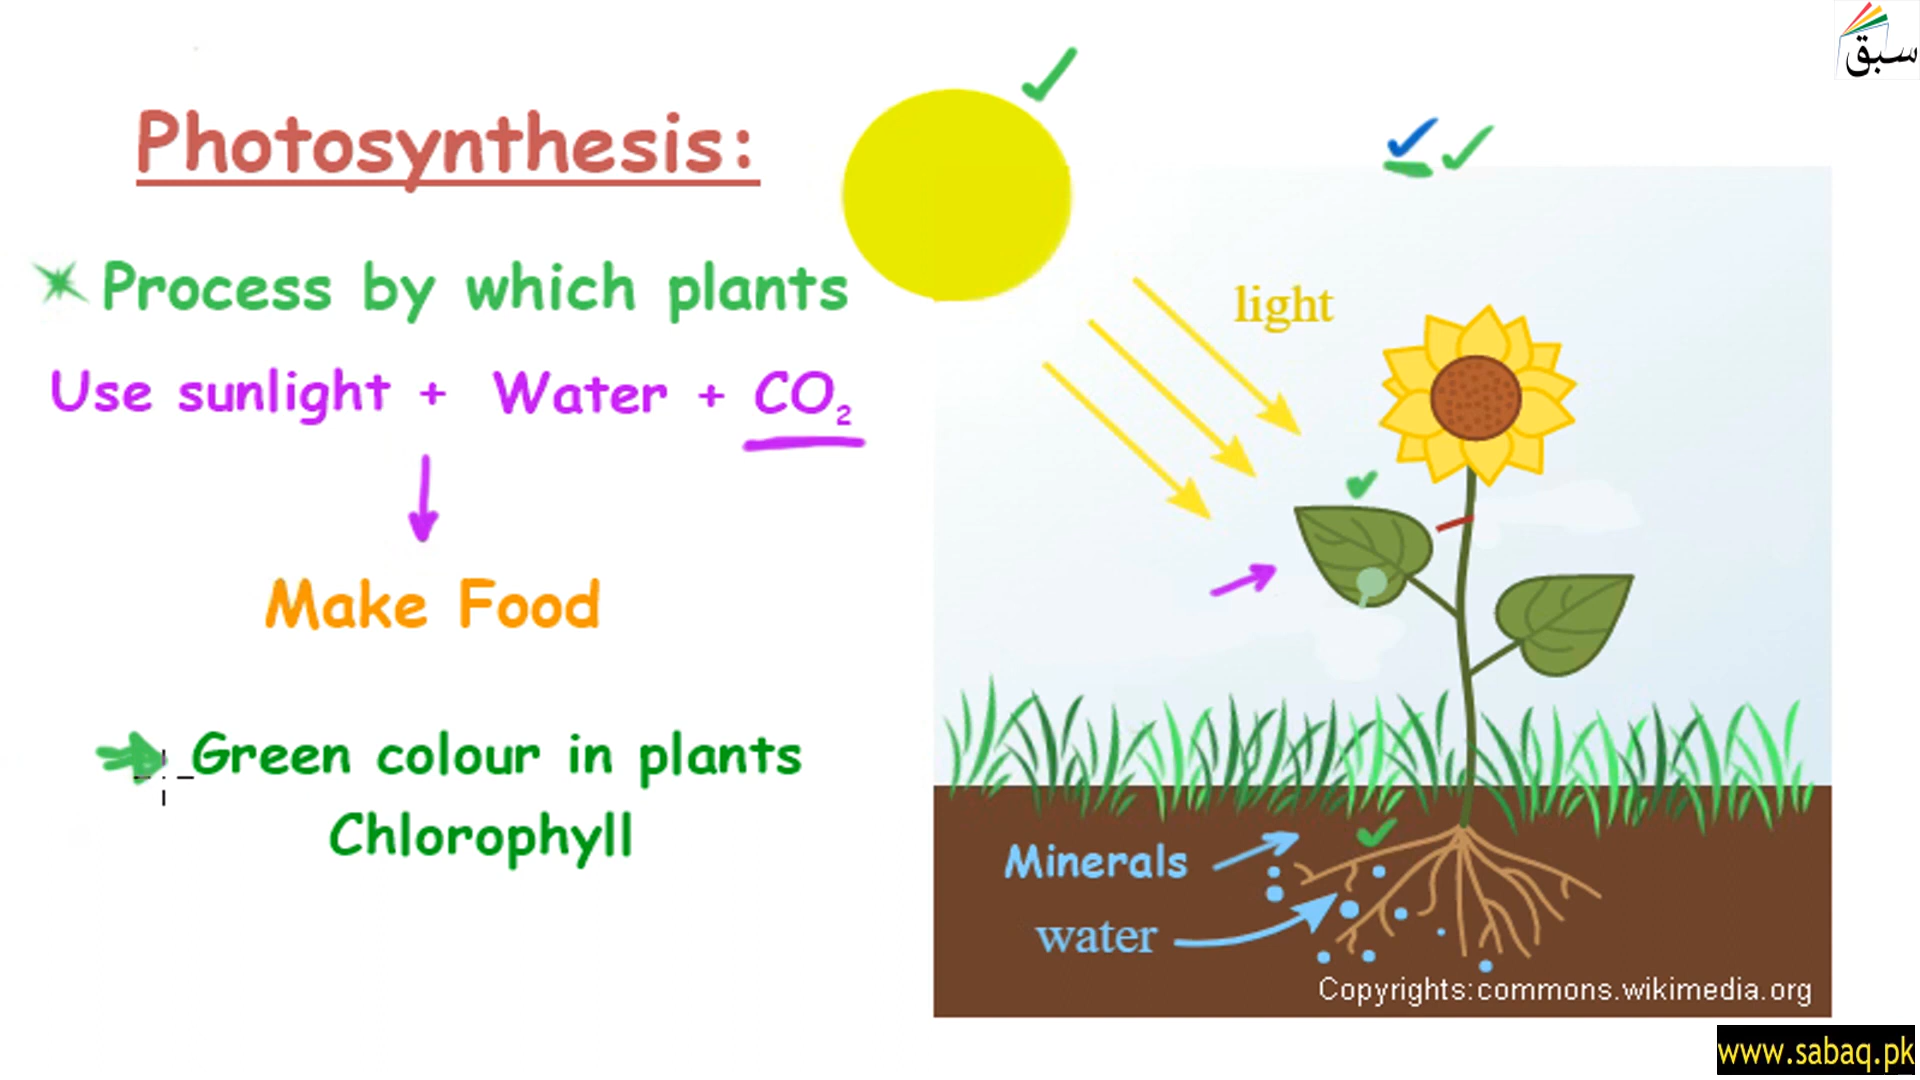 سبق
Photosynthesis:
Process by which plants
Use sunlight + Water + CO₂
Make Food
Green colour in plants
Chlorophyll
light
Minerals
water
Copyrights:commons.wikimedia.org
www.sabaq.pk